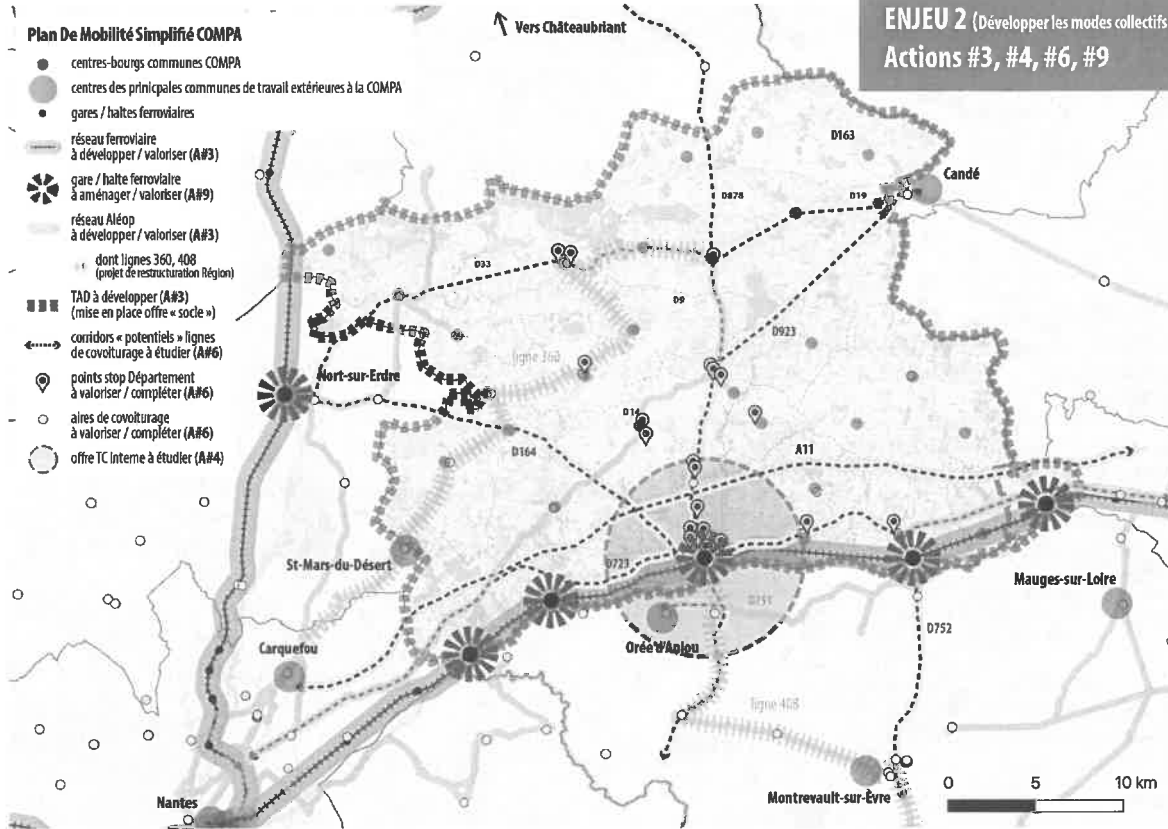 Plan De Mobilité Simplifié COMPA
centres-bourgs communes COMPA
centres des prinicpales communes de travail extérieures à la COMPA
gares / haltes ferroviaires
réseau ferroviaire
à développer / valoriser (A#3)
gare / halte ferroviaire
à aménager / valoriser (A#9)
réseau Aléop
à développer / valoriser (A#3)
dont lignes 360, 408
(projet de restructuration Région)
TAD à développer (A#3)
(mise en place offre « socle »)
corridors « potentiels » lignes
de covoiturage à étudier (A#6)
points stop Département
à valoriser / compléter (A#6)
aires de covoiturage
à valoriser / compléter (A#6)
offre TC interne à étudier (A#4)
Vers Châteaubriant
ENJEU 2 (Développer les modes collectifs
Actions #3, #4, #6, #9
D163
Candé
D19
D878
D33
D9
D923
ligne 360
Nort-sur-Erdre
D14
D164
A11
St-Mars-du-Désert
D723
Mauges-sur-Loire
D751
Carquefou
Orée d'Anjou
D752
ligne 408
Nantes
Montrevault-sur-Èvre
0 5 10 km